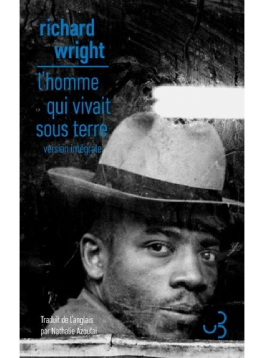 richard
wright
l'homme
qui vivait
sous terre
version intégrale
Traduit de l'anglais
par Nathalie Azoulai